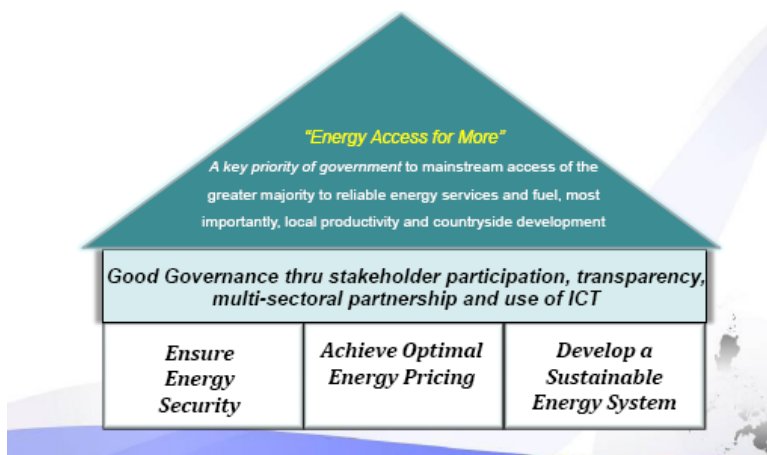 “Energy Access for More”
A key priority of government to mainstream access of the
greater majority to reliable energy services and fuel, most
importantly, local productivity and countryside development
Good Governance thru stakeholder participation, transparency,
multi-sectoral partnership and use of ICT
Ensure
Energy
Security
Achieve Optimal
Energy Pricing
Develop a
Sustainable
Energy System